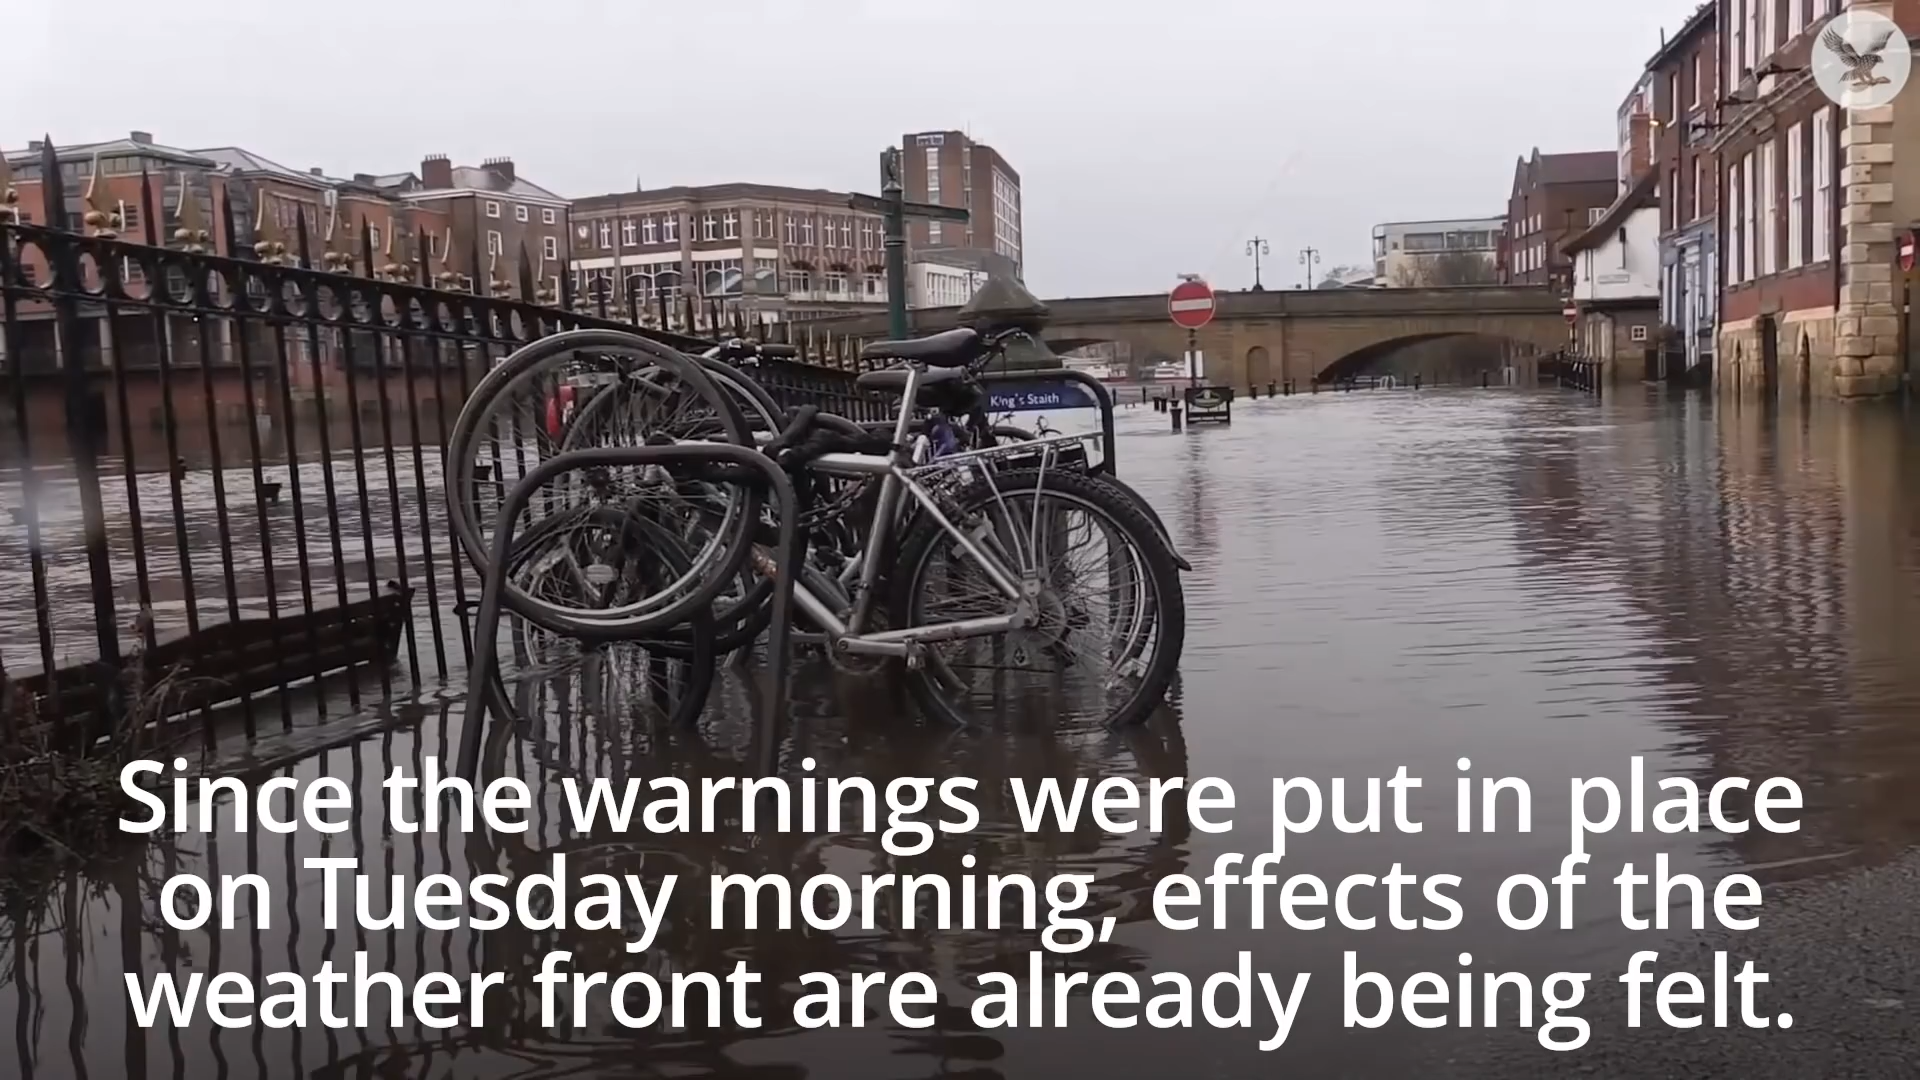 King's Staith
Since the warnings were put in place
on Tuesday morning, effects of the
weather front are already being felt.